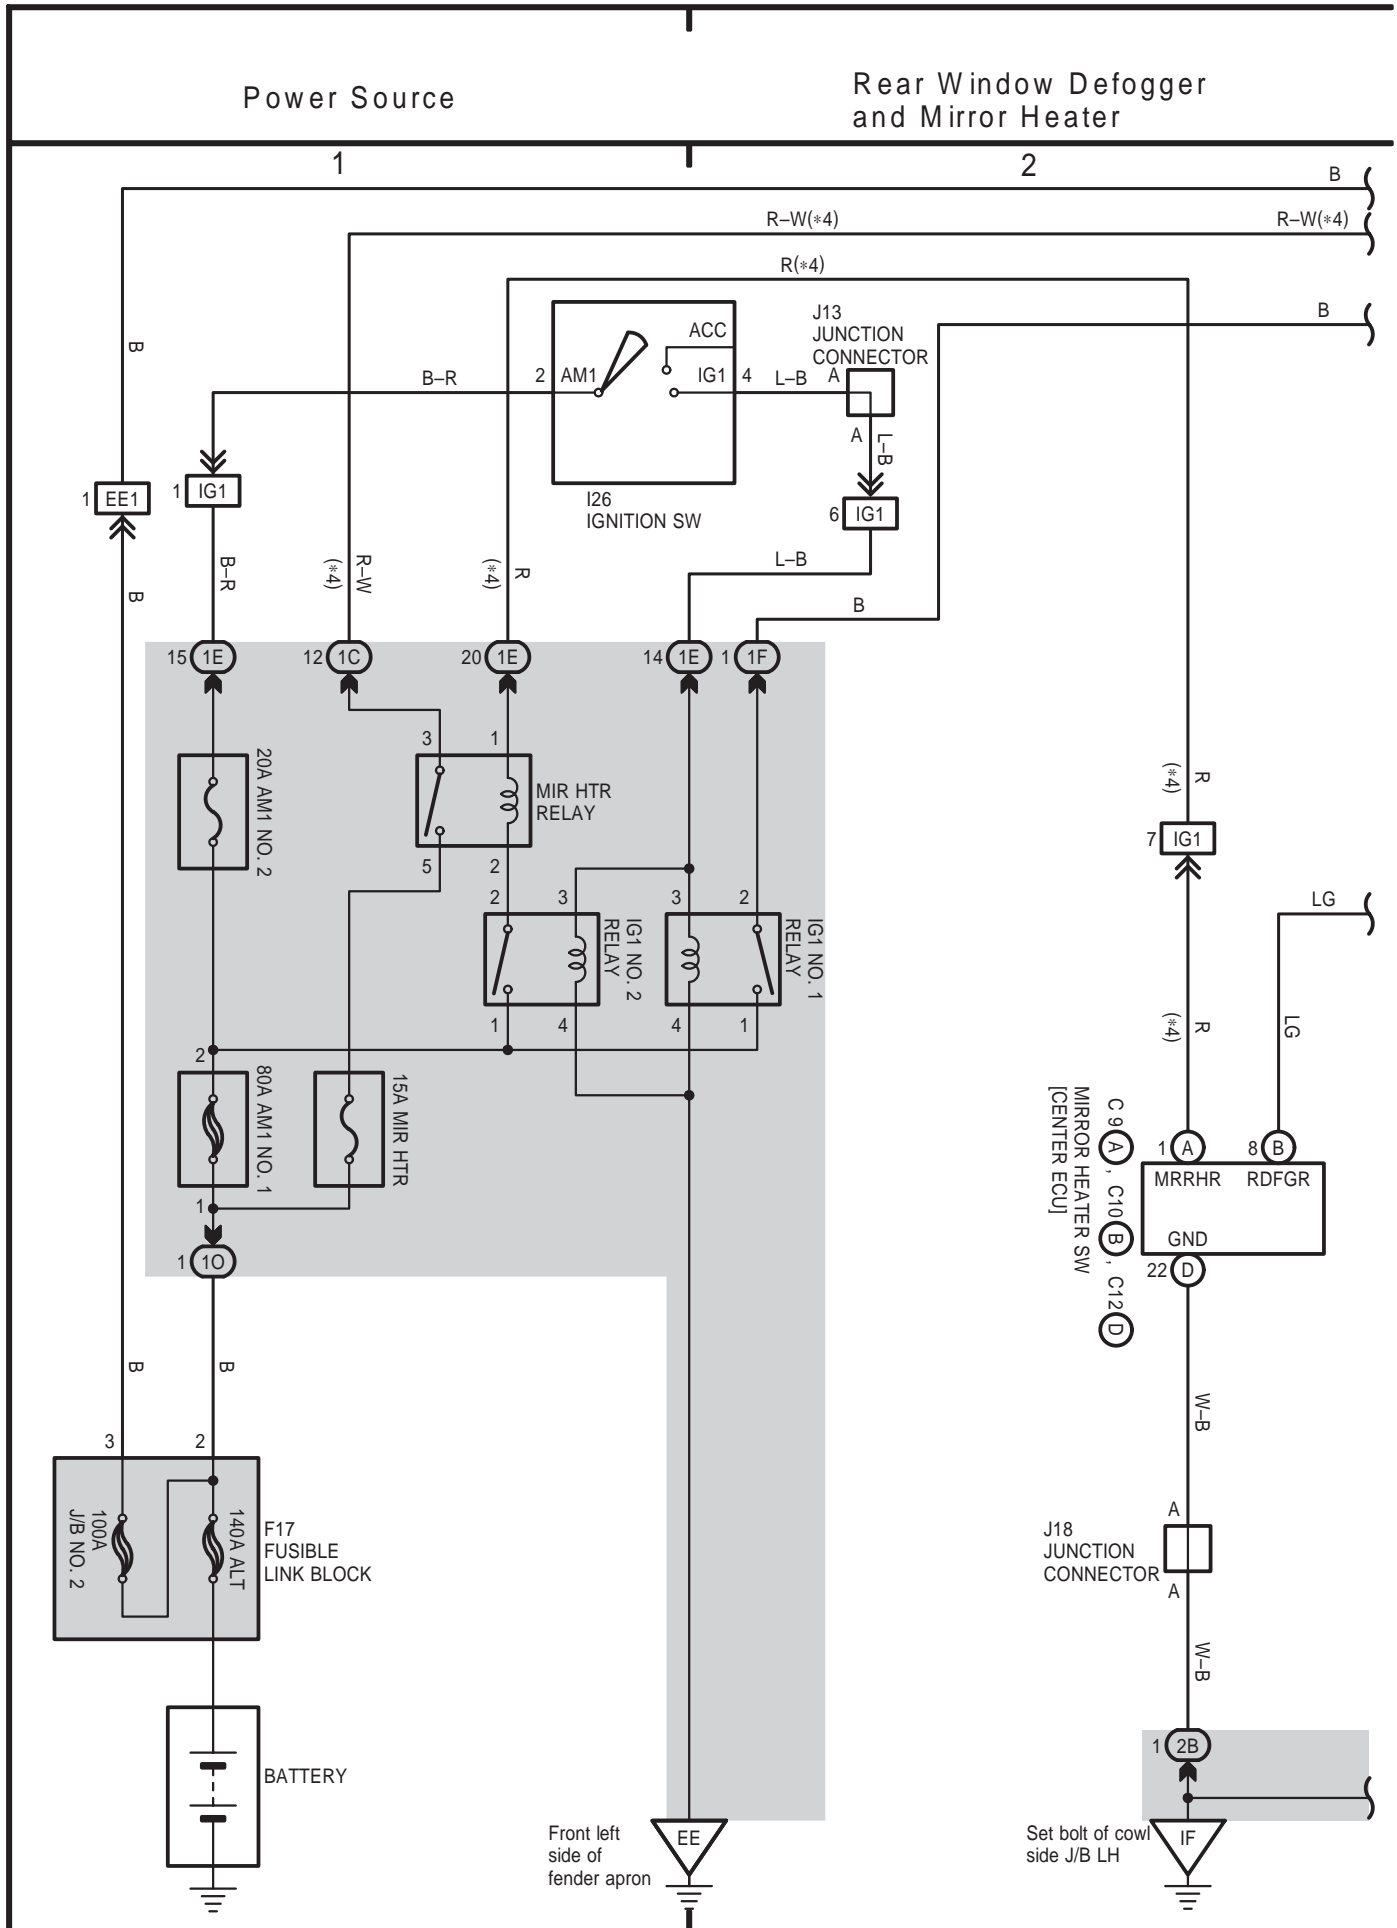 Power Source
Rear Window Defogger
and Mirror Heater
1
2
B
R–W(*4)
R–W(*4)
R(*4)
B
J13
JUNCTION
CONNECTOR
ACC
B
B–R
2
AM1
IG1
4
L–B
A
A
L–B
1
EE1
1
IG1
I26
IGNITION SW
6
IG1
B
B–R
R–W
(*4)
R
(*4)
L–B
B
15
1E
12
1C
20
1E
14
1E
1
1F
3
1
20A AM1 NO. 2
MIR HTR
RELAY
R
(*4)
7
IG1
5
2
2
3
3
2
IG1 NO. 2
RELAY
IG1 NO. 1
RELAY
LG
1
4
4
1
R
(*4)
LG
2
80A AM1 NO. 1
15A MIR HTR
C 9 A , C10 B , C12 D
MIRROR HEATER SW
[CENTER ECU]
1
A
8
B
MRRHR
RDFGR
GND
1
22
D
1
1O
B
B
W–B
3
2
100A
J/B NO. 2
140A ALT
F17
FUSIBLE
LINK BLOCK
A
J18
JUNCTION
CONNECTOR
A
W–B
1
2B
BATTERY
Front left
side of
fender apron
EE
Set bolt of cowl
side J/B LH
IF